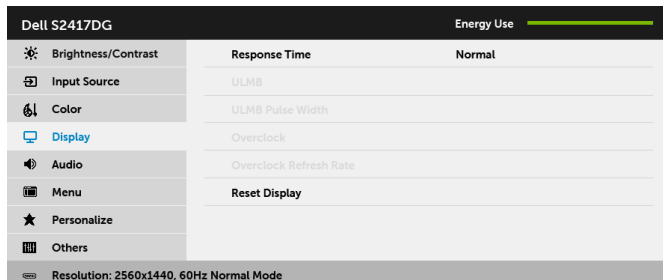 Dell S2417DG Energy Use
Brightness/Contrast Response Time Normal
Input Source ULMB
Color ULMB Pulse Width
Display Overclock
Audio Overclock Refresh Rate
Menu Reset Display
Personalize
Others
Resolution: 2560x1440, 60Hz Normal Mode